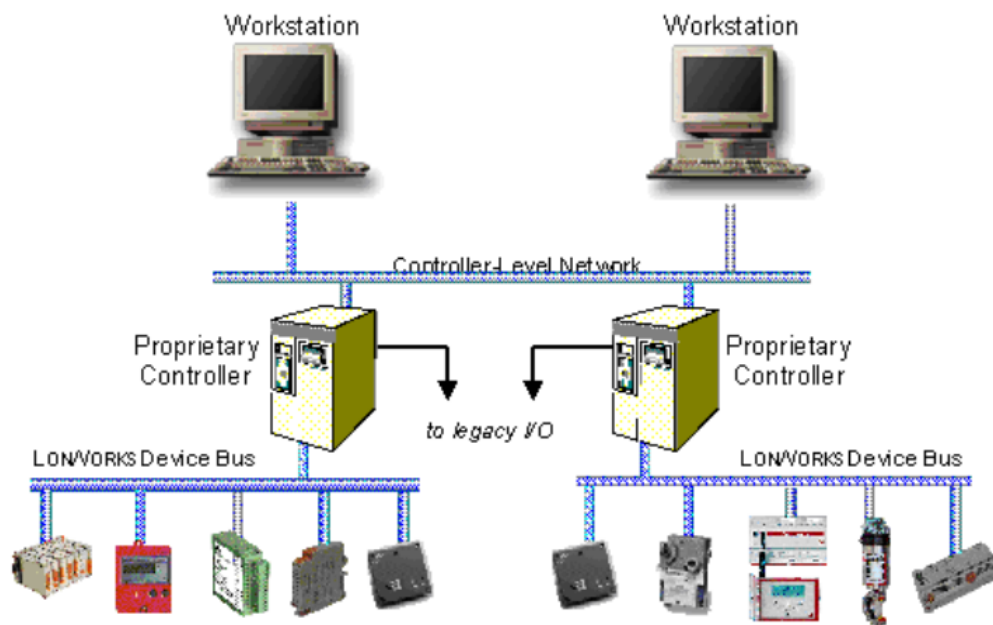 Workstation
Workstation
Controller-Level Network
Proprietary
Controller
Proprietary
Controller
to legacy I/O
LONWORKS Device Bus
LONWORKS Device Bus